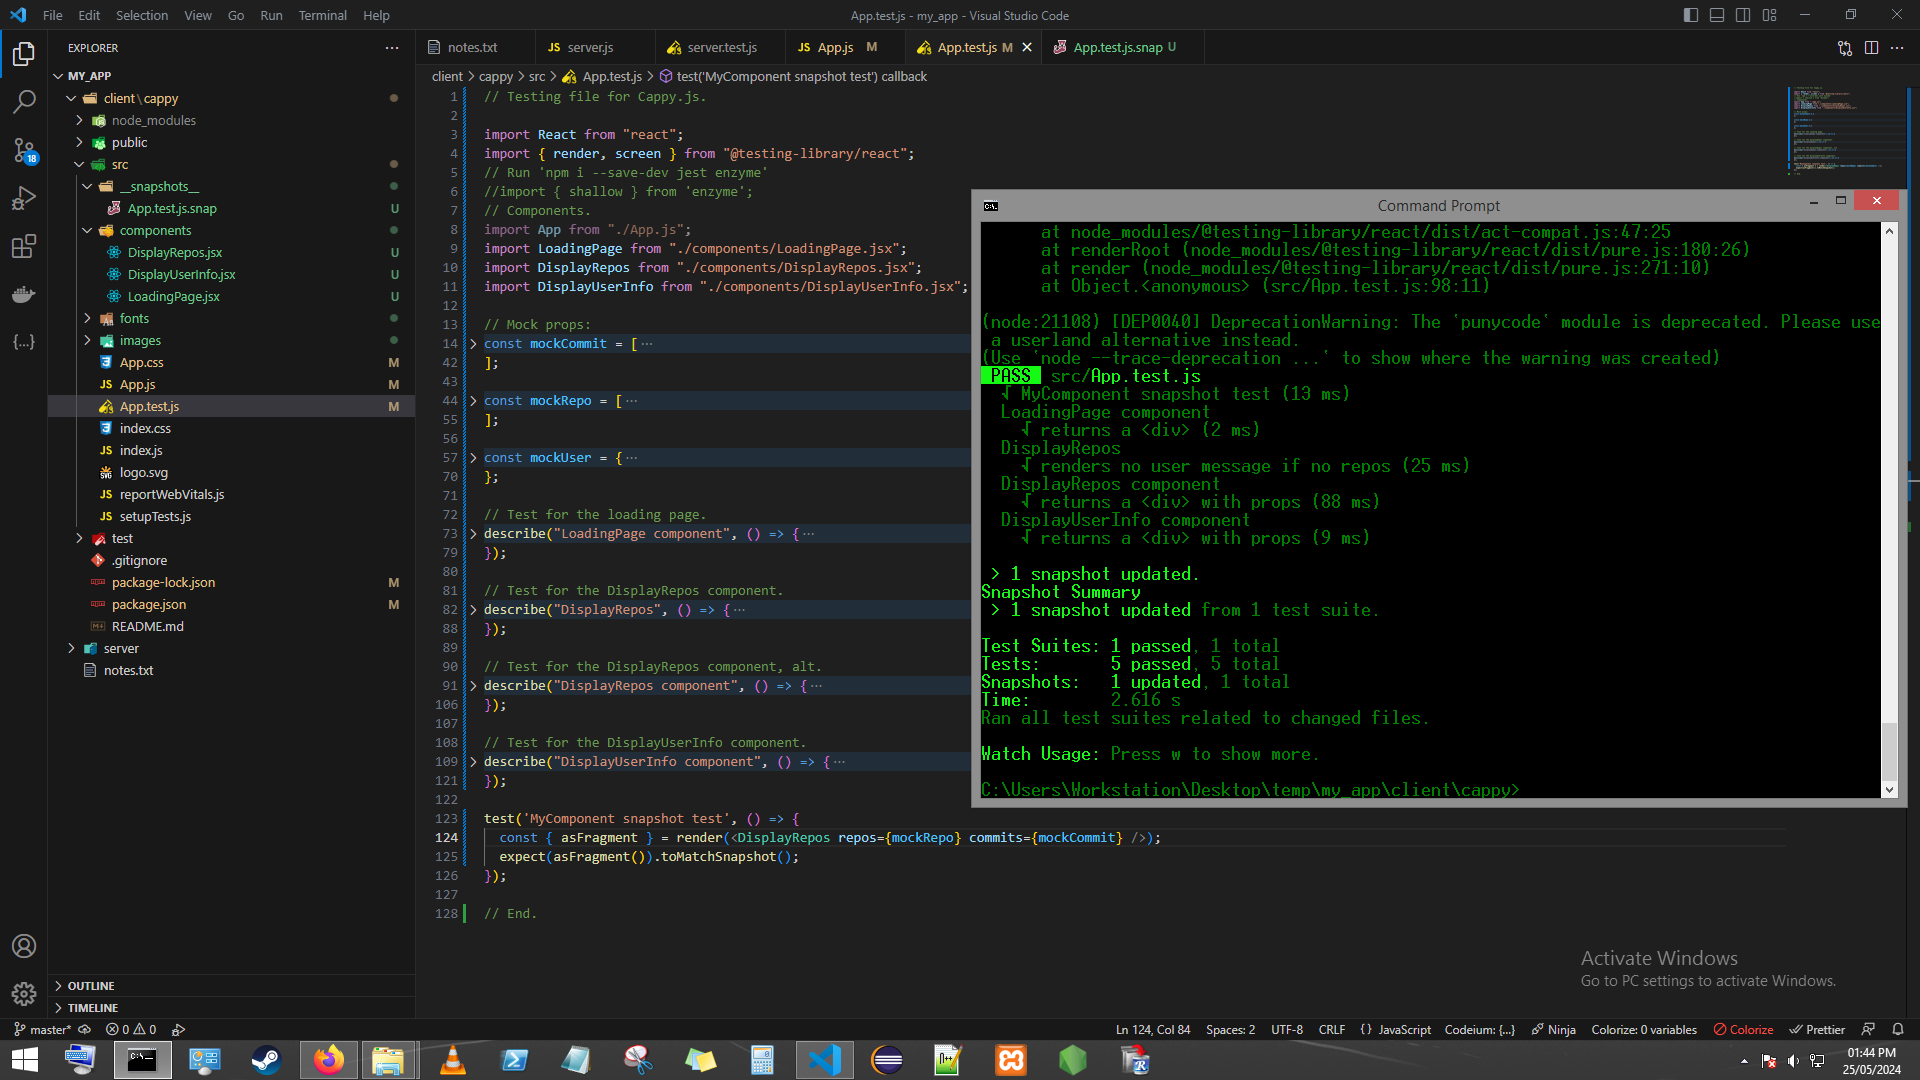 File Edit Selection View Go Run Terminal Help
App.test.js - my_app - Visual Studio Code
EXPLORER
MY_APP
client\cappy
node_modules
public
src
__snapshots__
App.test.js.snap U
components
DisplayRepos.jsx U
DisplayUserInfo.jsx U
LoadingPage.jsx U
fonts
images
App.css M
App.js M
App.test.js M
index.css
index.js
logo.svg
reportWebVitals.js
setupTests.js
test
.gitignore
package-lock.json M
package.json M
README.md
server
notes.txt
OUTLINE
TIMELINE
18
notes.txt
server.js
server.test.js
App.js M
App.test.js M
App.test.js.snap U
client > cappy > src > App.test.js > test('MyComponent snapshot test') callback
1 // Testing file for Cappy.js.
2
3 import React from "react";
4 import { render, screen } from "@testing-library/react";
5 // Run 'npm i --save-dev jest enzyme'
6 //import { shallow } from 'enzyme';
7 // Components.
8 import App from "./App.js";
9 import LoadingPage from "./components/LoadingPage.jsx";
10 import DisplayRepos from "./components/DisplayRepos.jsx";
11 import DisplayUserInfo from "./components/DisplayUserInfo.jsx";
12
13 // Mock props:
14 const mockCommit = [ ···
42 ];
43
44 const mockRepo = [ ···
55 ];
56
57 const mockUser = { ···
70 };
71
72 // Test for the loading page.
73 describe("LoadingPage component", () => { ···
79 });
80
81 // Test for the DisplayRepos component.
82 describe("DisplayRepos", () => { ···
88 });
89
90 // Test for the DisplayRepos component, alt.
91 describe("DisplayRepos component", () => { ···
106 });
107
108 // Test for the DisplayUserInfo component.
109 describe("DisplayUserInfo component", () => { ···
121 });
122
123 test('MyComponent snapshot test', () => {
124 const { asFragment } = render(<DisplayRepos repos={mockRepo} commits={mockCommit} />);
125 expect(asFragment()).toMatchSnapshot();
126 });
127
128 // End.
Command Prompt
at node_modules/@testing-library/react/dist/act-compat.js:47:25
at renderRoot (node_modules/@testing-library/react/dist/pure.js:180:26)
at render (node_modules/@testing-library/react/dist/pure.js:271:10)
at Object.<anonymous> (src/App.test.js:98:11)
(node:21108) [DEP0040] DeprecationWarning: The 'punycode' module is deprecated. Please use
a userland alternative instead.
(Use 'node --trace-deprecation ...' to show where the warning was created)
PASS src/App.test.js
√ MyComponent snapshot test (13 ms)
LoadingPage component
√ returns a <div> (2 ms)
DisplayRepos
√ renders no user message if no repos (25 ms)
DisplayRepos component
√ returns a <div> with props (88 ms)
DisplayUserInfo component
√ returns a <div> with props (9 ms)
> 1 snapshot updated.
Snapshot Summary
> 1 snapshot updated from 1 test suite.
Test Suites: 1 passed, 1 total
Tests: 5 passed, 5 total
Snapshots: 1 updated, 1 total
Time: 2.616 s
Ran all test suites related to changed files.
Watch Usage: Press w to show more.
C:\Users\Workstation\Desktop\temp\my_app\client\cappy>
Activate Windows
Go to PC settings to activate Windows.
master* 0 0
Ln 124, Col 84 Spaces: 2 UTF-8 CRLF { } JavaScript Codeium: {...} Ninja Colorize: 0 variables Colorize Prettier
01:44 PM
25/05/2024